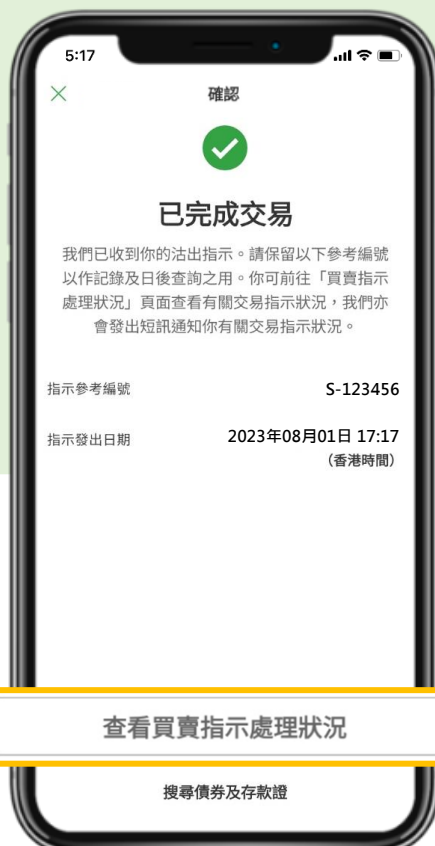 5:17
確認
已完成交易
我們已收到你的沽出指示。請保留以下參考編號
以作記錄及日後查詢之用。你可前往「買賣指示
處理狀況」頁面查看有關交易指示狀況，我們亦
會發出短訊通知你有關交易指示狀況。
指示參考編號 S-123456
指示發出日期 2023年08月01日 17:17
（香港時間）
查看買賣指示處理狀況
搜尋債券及存款證